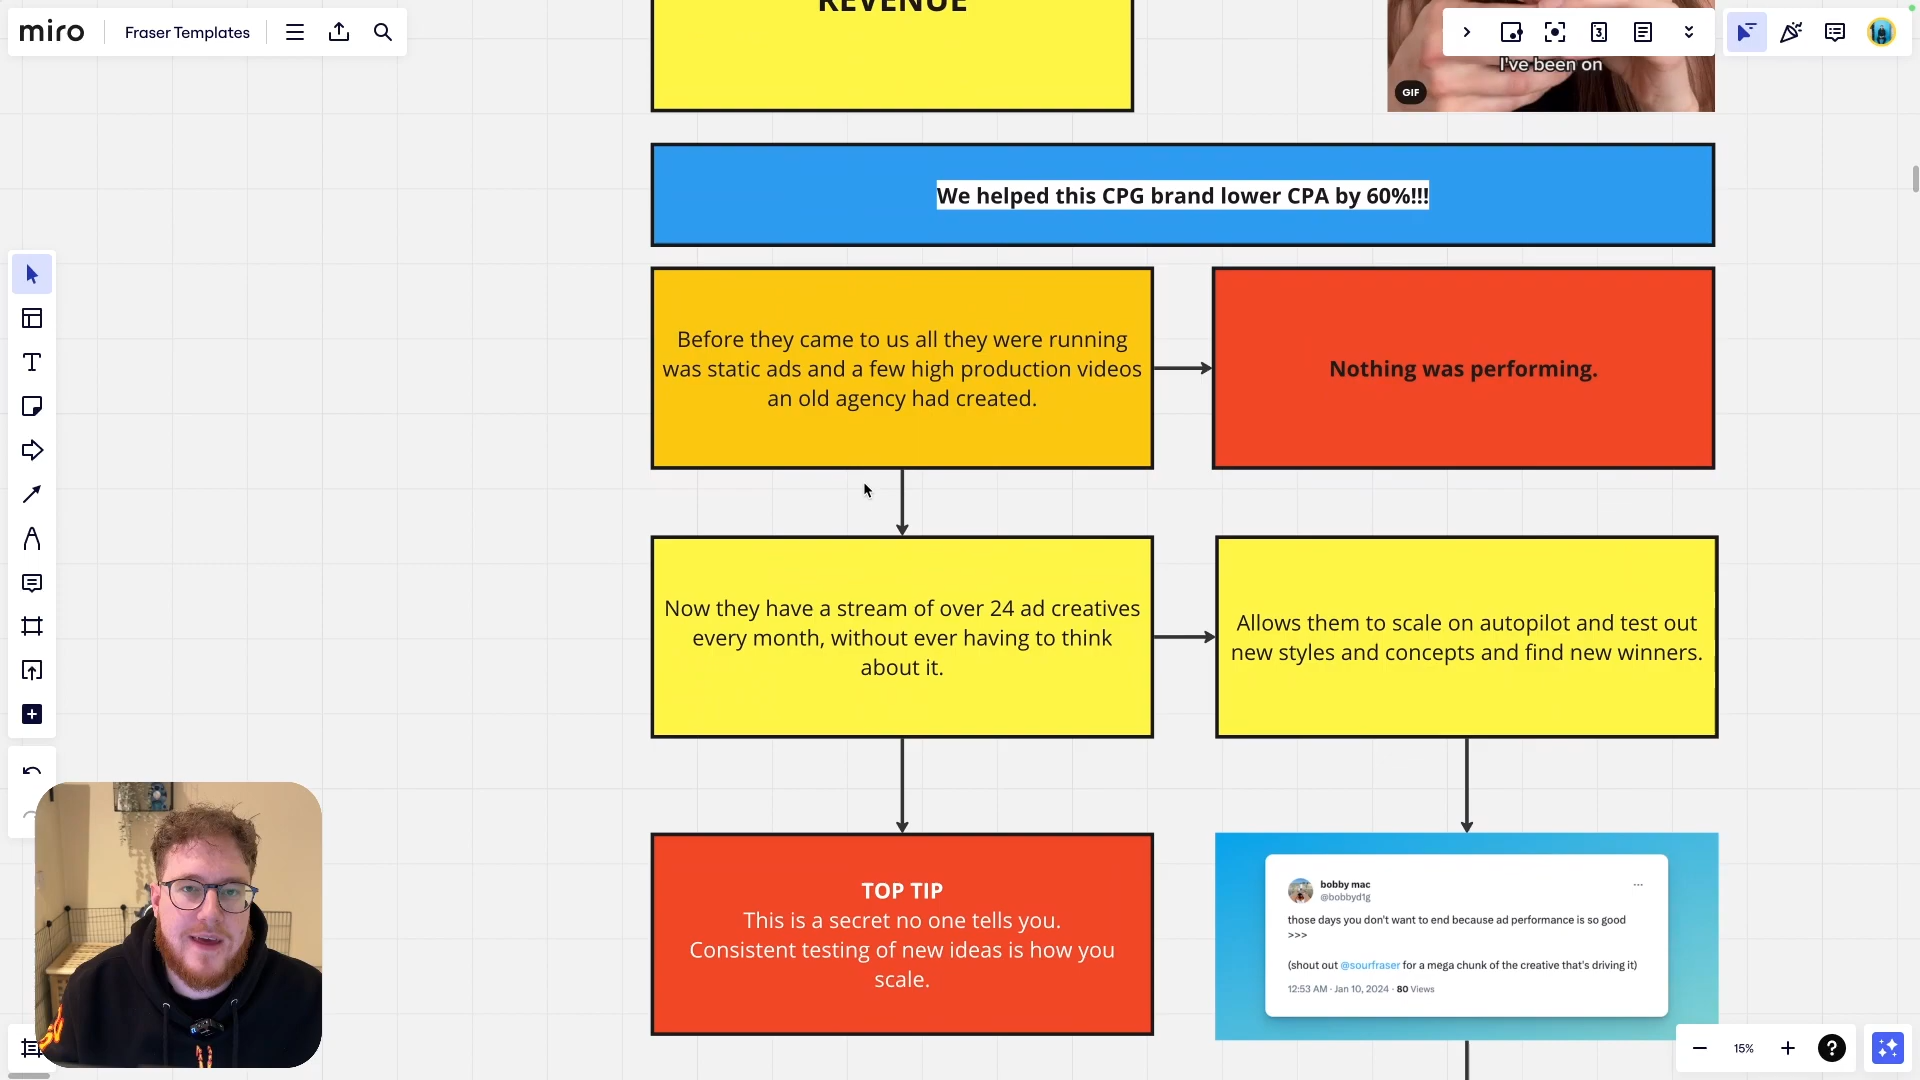 REVENUE
miro
Fraser Templates
I've been on
GIF
3
We helped this CPG brand lower CPA by 60%!!!
Before they came to us all they were running
was static ads and a few high production videos
an old agency had created.
Nothing was performing.
Now they have a stream of over 24 ad creatives
every month, without ever having to think
about it.
Allows them to scale on autopilot and test out
new styles and concepts and find new winners.
TOP TIP
This is a secret no one tells you.
Consistent testing of new ideas is how you
scale.
bobby mac
@bobbyd1g
those days you don't want to end because ad performance is so good
>>>
(shout out @sourfraser for a mega chunk of the creative that's driving it)
12:53 AM · Jan 10, 2024 · 80 Views
15%
?